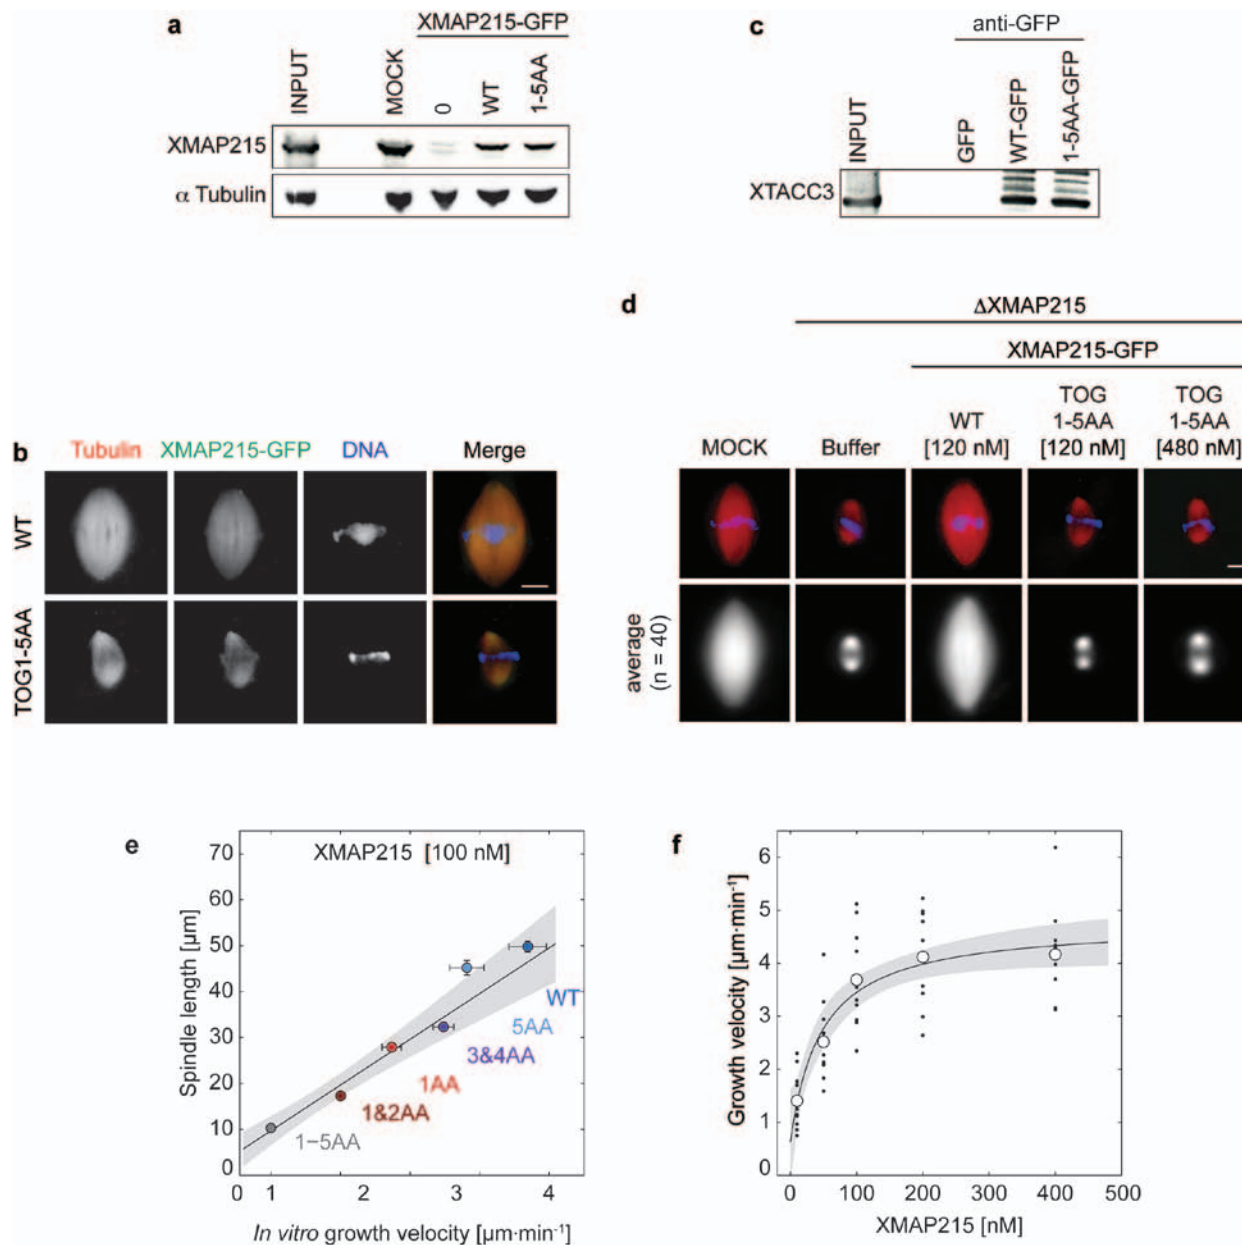 a
XMAP215-GFP
INPUT
MOCK
0
WT
1-5AA
XMAP215
α Tubulin
c
anti-GFP
INPUT
GFP
WT-GFP
1-5AA-GFP
XTACC3
b
Tubulin XMAP215-GFP DNA Merge
WT
TOG1-5AA
d
ΔXMAP215
XMAP215-GFP
MOCK
Buffer
WT
[120 nM]
TOG
1-5AA
[120 nM]
TOG
1-5AA
[480 nM]
average
(n = 40)
e
XMAP215 [100 nM]
Spindle length [µm]
70
60
50
40
30
20
10
0
WT
5AA
3&4AA
1AA
1&2AA
1–5AA
0 1 2 3 4
In vitro growth velocity [µm·min⁻¹]
f
Growth velocity [µm·min⁻¹]
6
5
4
3
2
1
0
0 100 200 300 400 500
XMAP215 [nM]